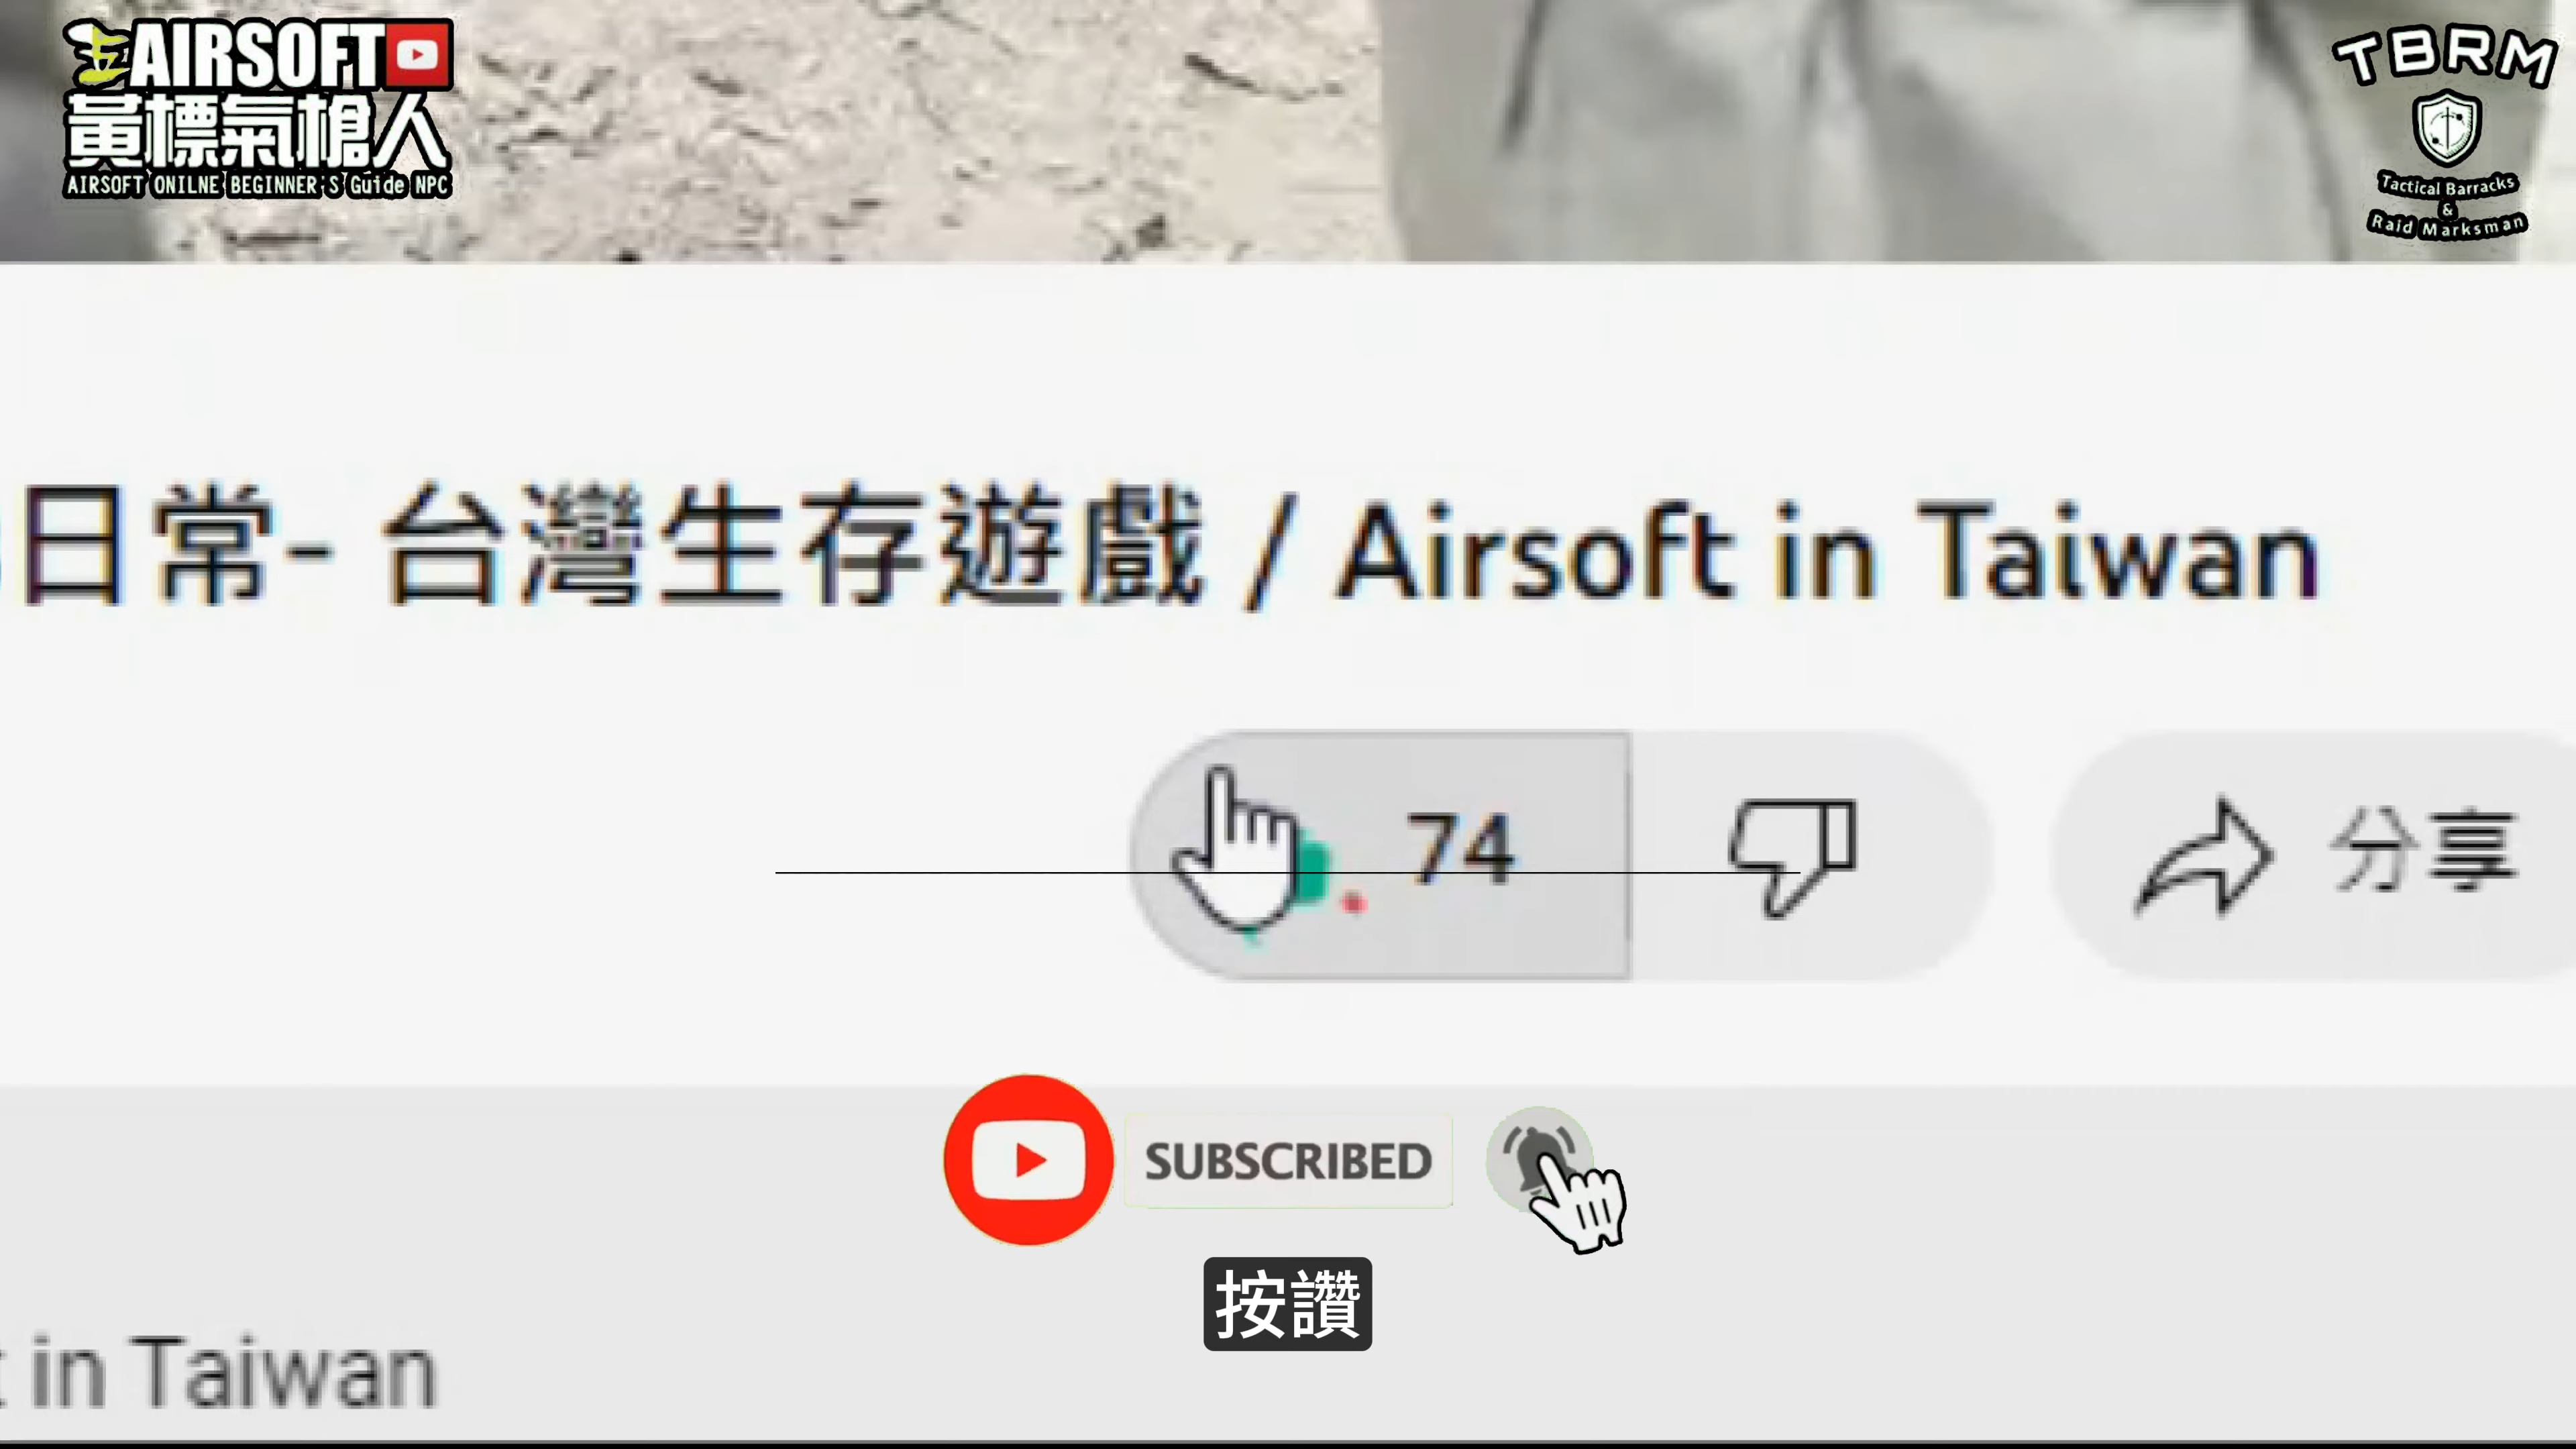 AIRSOFT
黃標氣槍人
AIRSOFT ONILNE BEGINNER'S Guide NPC
TBRM
Tactical Barracks
&
Raid Marksman
日常- 台灣生存遊戲 / Airsoft in Taiwan
74
分享
SUBSCRIBED
按讚
in Taiwan